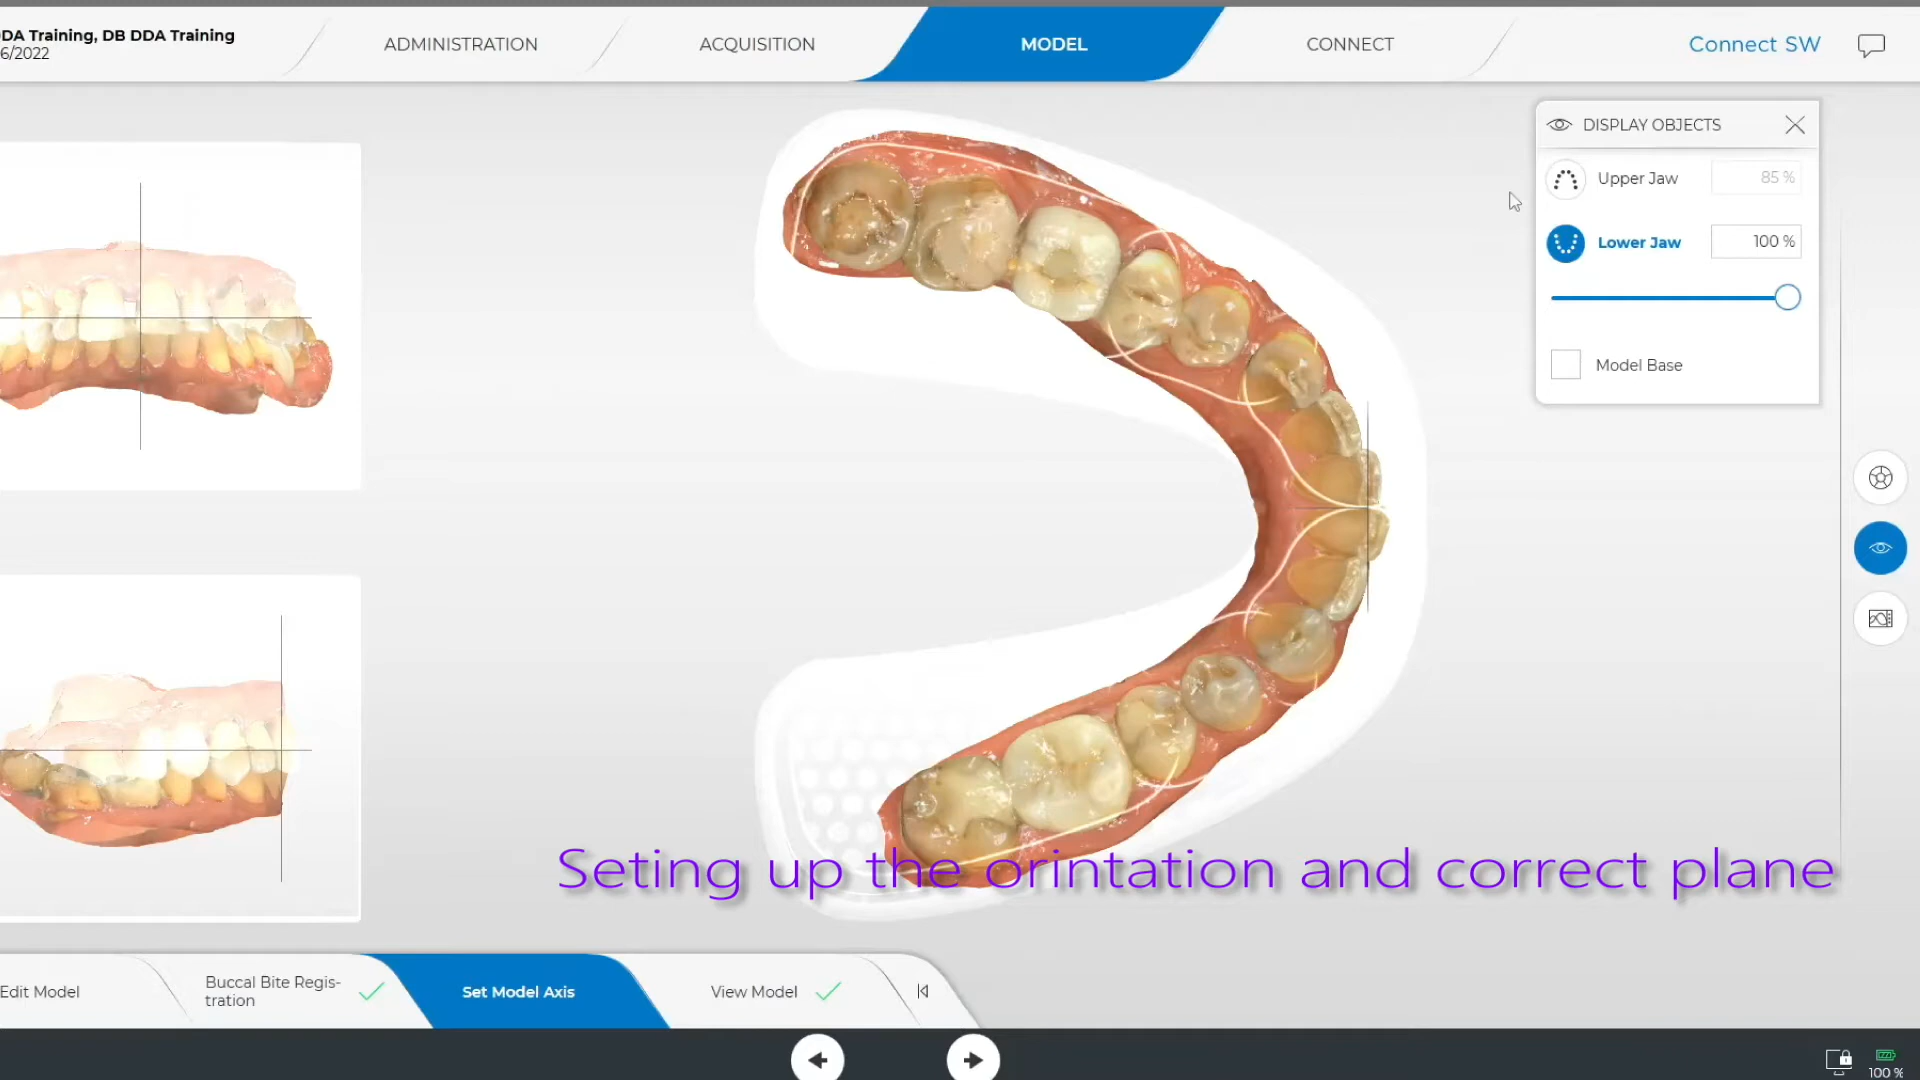 DA Training, DB DDA Training
6/2022
ADMINISTRATION
ACQUISITION
MODEL
CONNECT
Connect SW
DISPLAY OBJECTS
Upper Jaw
85 %
Lower Jaw
100 %
Model Base
Seting up the orintation and correct plane
Edit Model
Buccal Bite Regis-
tration
Set Model Axis
View Model
100 %